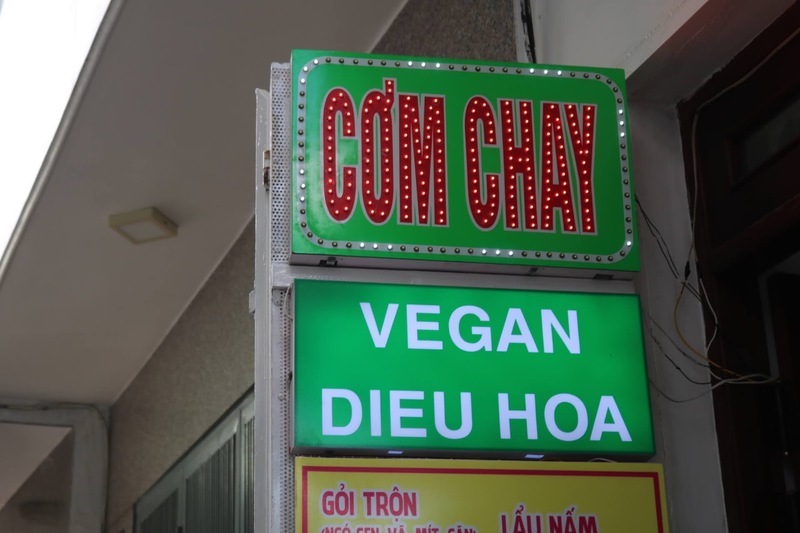 CƠM CHAY
VEGAN
DIEU HOA
GỎI TRỘN
LẨU NẤM